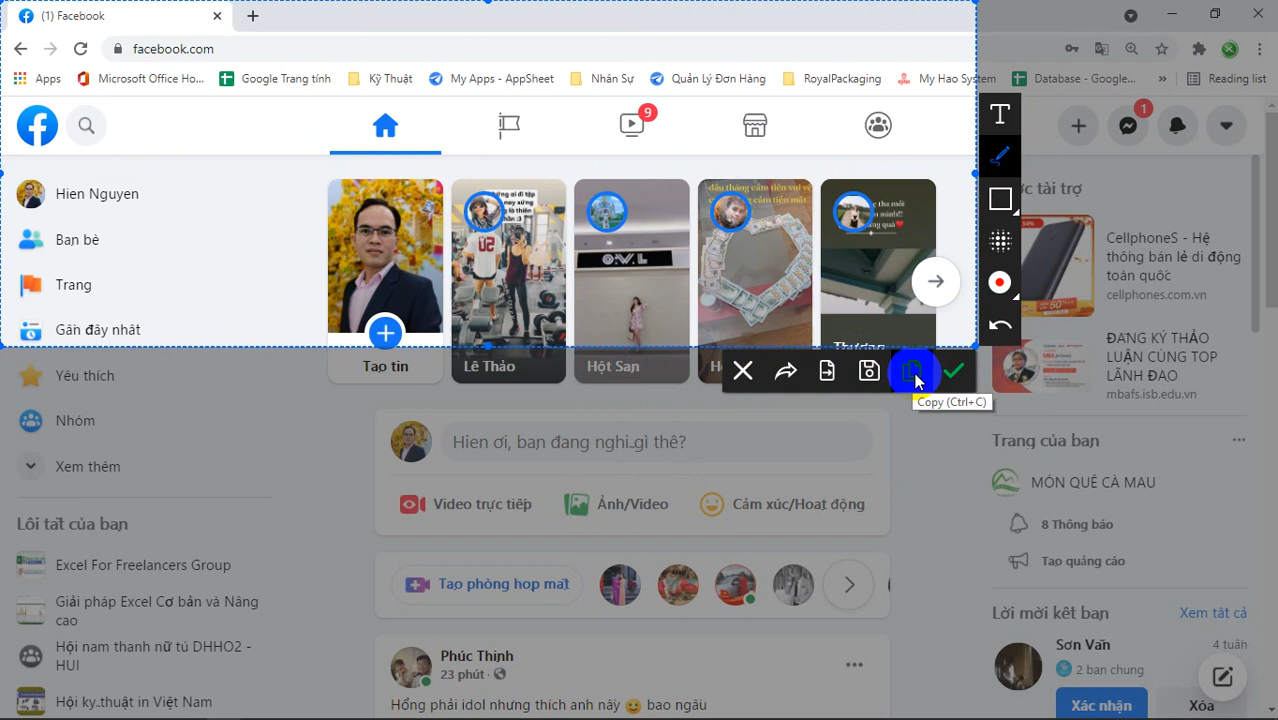 (1) Facebook
facebook.com
Apps
Microsoft Office Ho...
Google Trang tính
Kỹ Thuật
My Apps - AppSheet
Nhân Sự
Quản Lý Đơn Hàng
RoyalPackaging
My Hao System
Database - Google...
»
Reading list
9
1
T
Hien Nguyen
Bạn bè
Trang
Gần đây nhất
Yêu thích
Nhóm
Xem thêm
Lối tắt của bạn
Excel For Freelancers Group
Giải pháp Excel Cơ bản và Nâng
cao
Hội nam thanh nữ tú DHHO2 -
HUI
Hội kỹ thuật in Việt Nam
Tạo tin
Lê Thảo
O.V.L
Hột San
02
Copy (Ctrl+C)
Hien ơi, bạn đang nghĩ gì thế?
Video trực tiếp
Ảnh/Video
Cảm xúc/Hoạt động
Tạo phòng họp mặt
Phúc Thịnh
23 phút ·
Hổng phải idol nhưng thích anh này 😉 bao ngầu
tài trợ
CellphoneS - Hệ
thống bán lẻ di động
toàn quốc
cellphones.com.vn
ĐĂNG KÝ THẢO
LUẬN CÙNG TOP
LÃNH ĐẠO
mbafs.isb.edu.vn
Trang của bạn
MÓN QUÊ CÀ MAU
8 Thông báo
Tạo quảng cáo
Lời mời kết bạn
Xem tất cả
Sơn Vấn
4 tuần
2 bạn chung
Xác nhận
Xóa